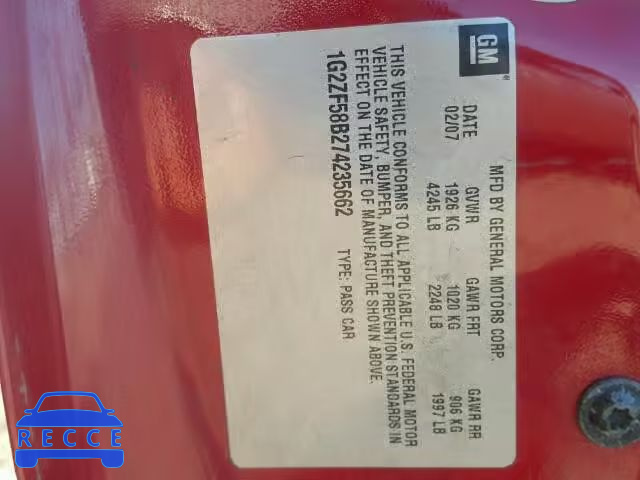 GM
MFD BY GENERAL MOTORS CORP.
DATE GVWR GAWR FRT GAWR RR
02/07 1926 KG 1020 KG 906 KG
4245 LB 2248 LB 1997 LB
THIS VEHICLE CONFORMS TO ALL APPLICABLE U.S. FEDERAL MOTOR
VEHICLE SAFETY, BUMPER, AND THEFT PREVENTION STANDARDS IN
EFFECT ON THE DATE OF MANUFACTURE SHOWN ABOVE.
1G2ZF58B274235662 TYPE: PASS CAR
RECCE